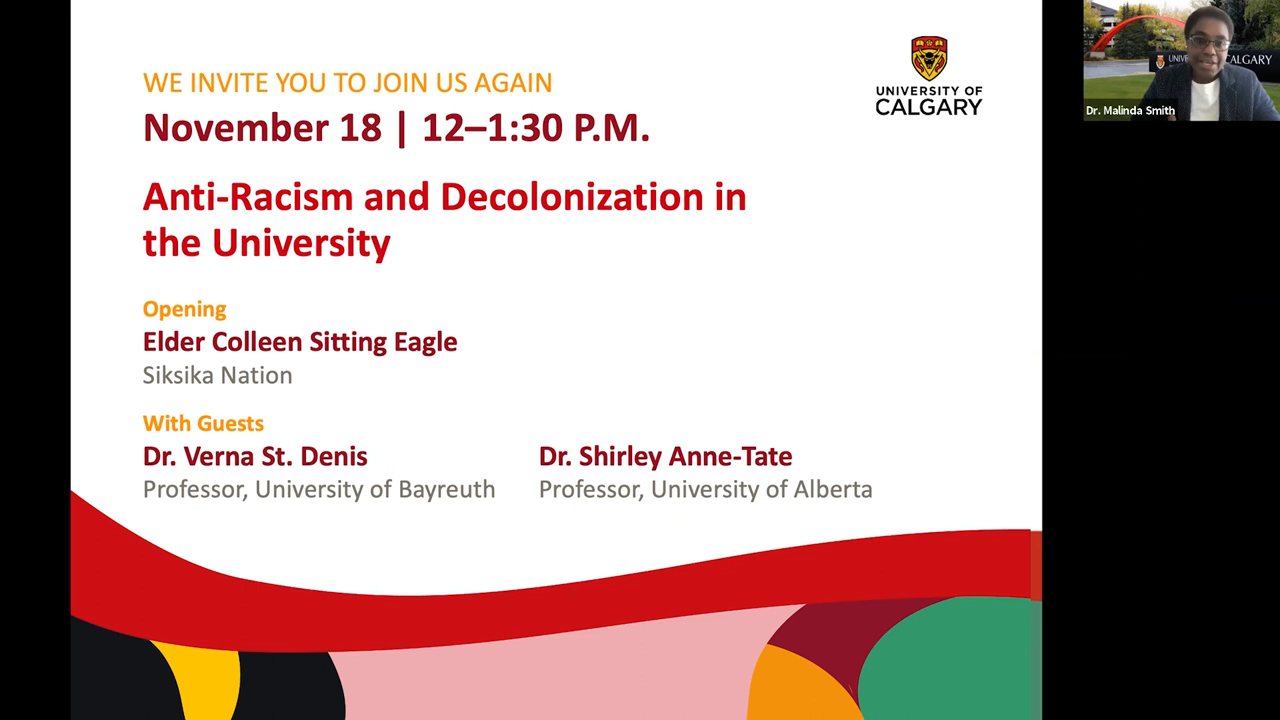 WE INVITE YOU TO JOIN US AGAIN
November 18 | 12–1:30 P.M.
UNIVERSITY OF
CALGARY
Anti-Racism and Decolonization in
the University
Opening
Elder Colleen Sitting Eagle
Siksika Nation
With Guests
Dr. Verna St. Denis
Professor, University of Bayreuth
Dr. Shirley Anne-Tate
Professor, University of Alberta
CALGARY
Dr. Malinda Smith